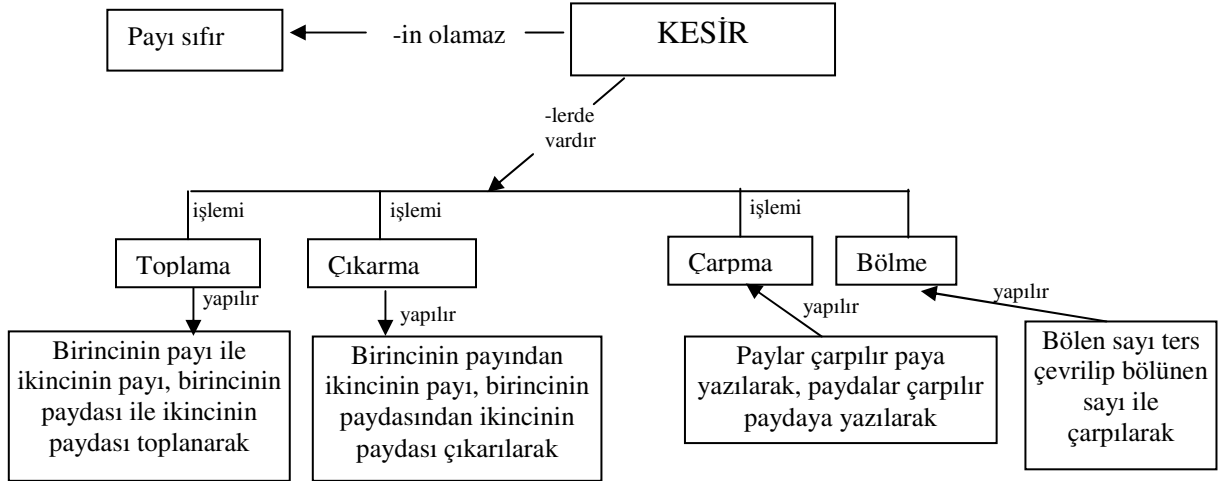 Payı sıfır
-in olamaz
KESİR
-lerde
vardır
işlemi
işlemi
işlemi
Toplama
Çıkarma
Çarpma
Bölme
yapılır
yapılır
yapılır
yapılır
Birincinin payı ile
ikincinin payı, birincinin
paydası ile ikincinin
paydası toplanarak
Birincinin payından
ikincinin payı, birincinin
paydasından ikincinin
paydası çıkarılarak
Paylar çarpılır paya
yazılarak, paydalar çarpılır
paydaya yazılarak
Bölen sayı ters
çevrilip bölünen
sayı ile
çarpılarak